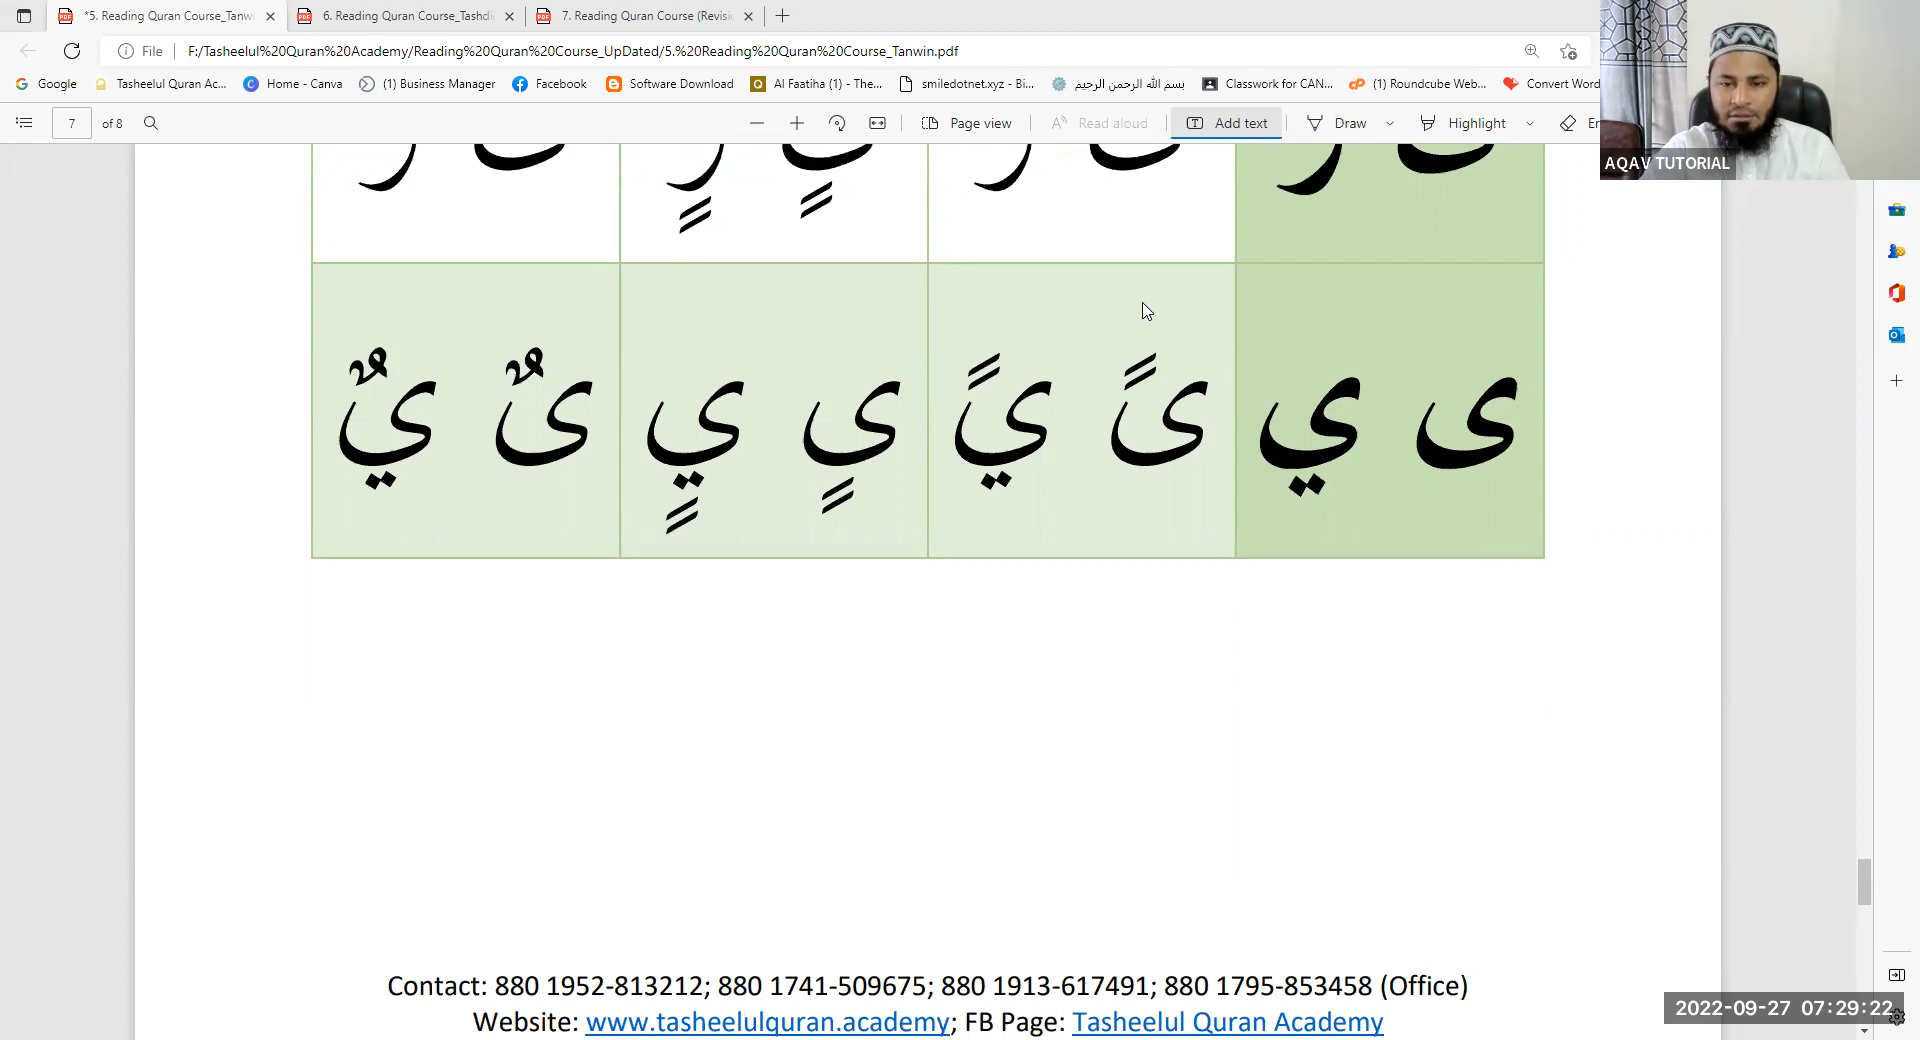 *5. Reading Quran Course_Tanwi
6. Reading Quran Course_Tashdi
7. Reading Quran Course (Revisi
File
F:/Tasheelul%20Quran%20Academy/Reading%20Quran%20Course_UpDated/5.%20Reading%20Quran%20Course_Tanwin.pdf
Google
Tasheelul Quran Ac...
Home - Canva
(1) Business Manager
Facebook
Software Download
Al Faatiha (1) - The...
smiledotnet.xyz - Bi...
بسم الله الرحمن الرحيم
Classwork for CAN...
(1) Roundcube Web...
Convert Word
7 of 8
Page view
Read aloud
Add text
Draw
Highlight
Er
AQAV TUTORIAL
ى ي ىً يً ىٍ يٍ ىٌ يٌ
Contact: 880 1952-813212; 880 1741-509675; 880 1913-617491; 880 1795-853458 (Office)
Website: www.tasheelulquran.academy; FB Page: Tasheelul Quran Academy
2022-09-27 07:29:22